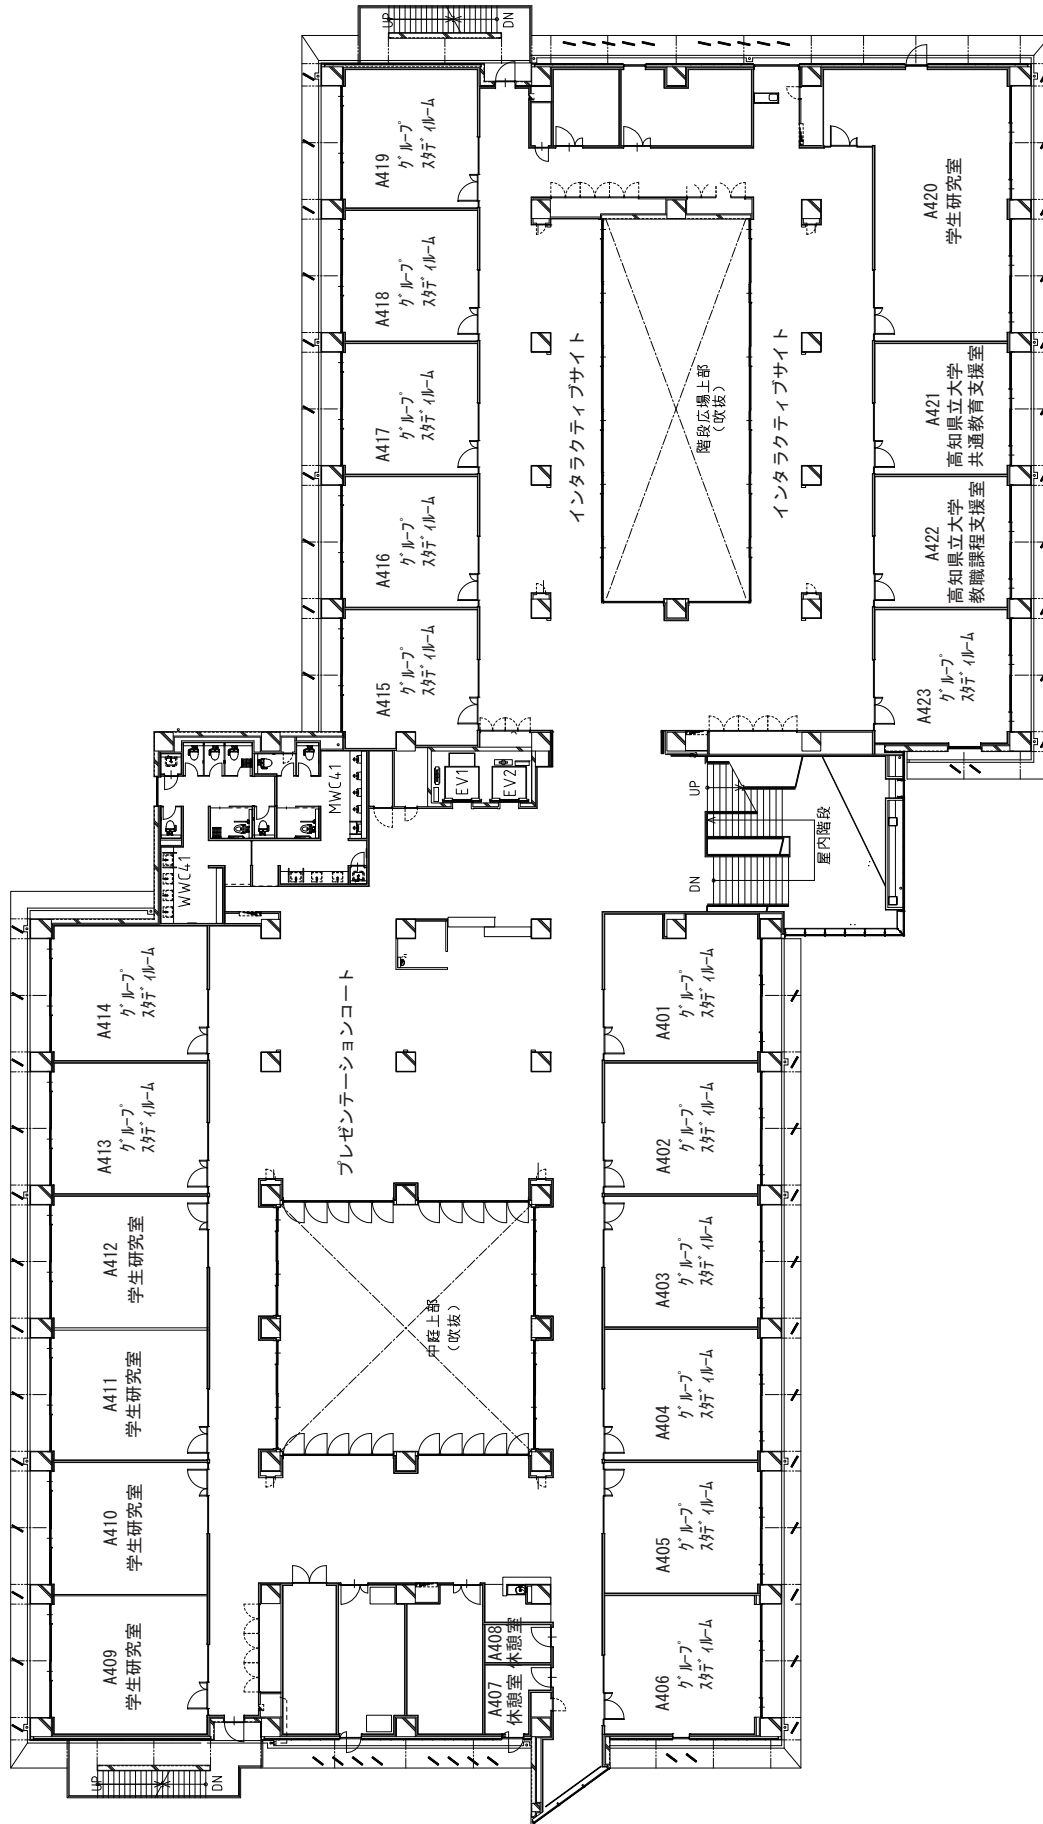 UP
DN
A419
グループ
スタディルーム
A418
グループ
スタディルーム
A417
グループ
スタディルーム
A416
グループ
スタディルーム
A415
グループ
スタディルーム
インタラクティブサイト
階段広場上部
(吹抜)
インタラクティブサイト
A420
学生研究室
A421
高知県立大学
共通教育支援室
A422
高知県立大学
教職課程支援室
A423
グループ
スタディルーム
MWC41
WWC41
EV1
EV2
UP
DN
屋内階段
A414
グループ
スタディルーム
A413
グループ
スタディルーム
A412
学生研究室
A411
学生研究室
A410
学生研究室
A409
学生研究室
プレゼンテーションコート
中庭上部
(吹抜)
A401
グループ
スタディルーム
A402
グループ
スタディルーム
A403
グループ
スタディルーム
A404
グループ
スタディルーム
A405
グループ
スタディルーム
A406
グループ
スタディルーム
A408
休憩室
A407
休憩室
UP
DN